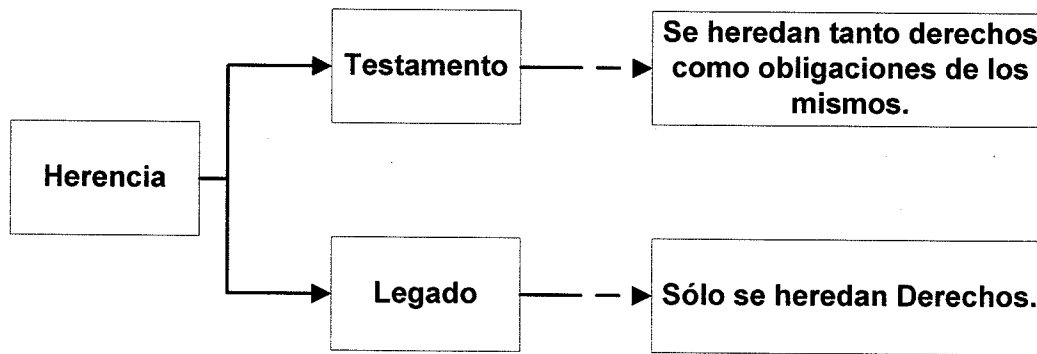 Herencia
Testamento
Se heredan tanto derechos
como obligaciones de los
mismos.
Legado
Sólo se heredan Derechos.